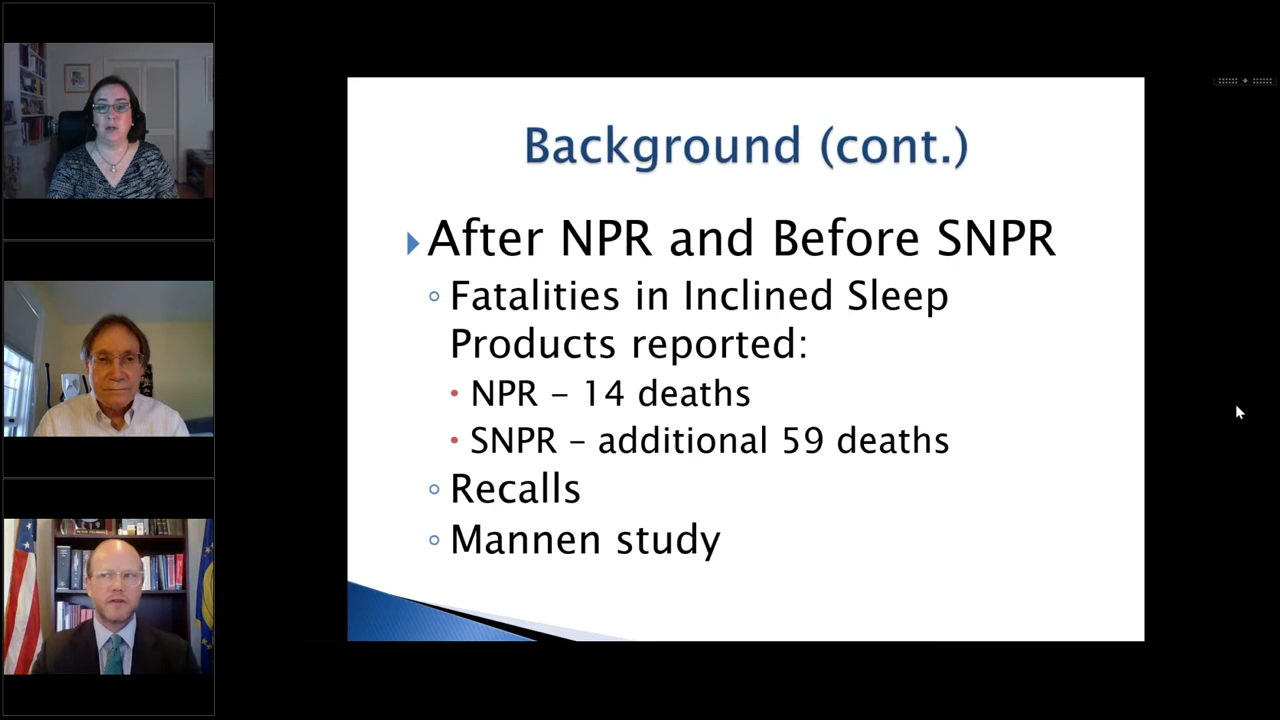 Background (cont.)
After NPR and Before SNPR
Fatalities in Inclined Sleep
Products reported:
NPR – 14 deaths
SNPR – additional 59 deaths
Recalls
Mannen study